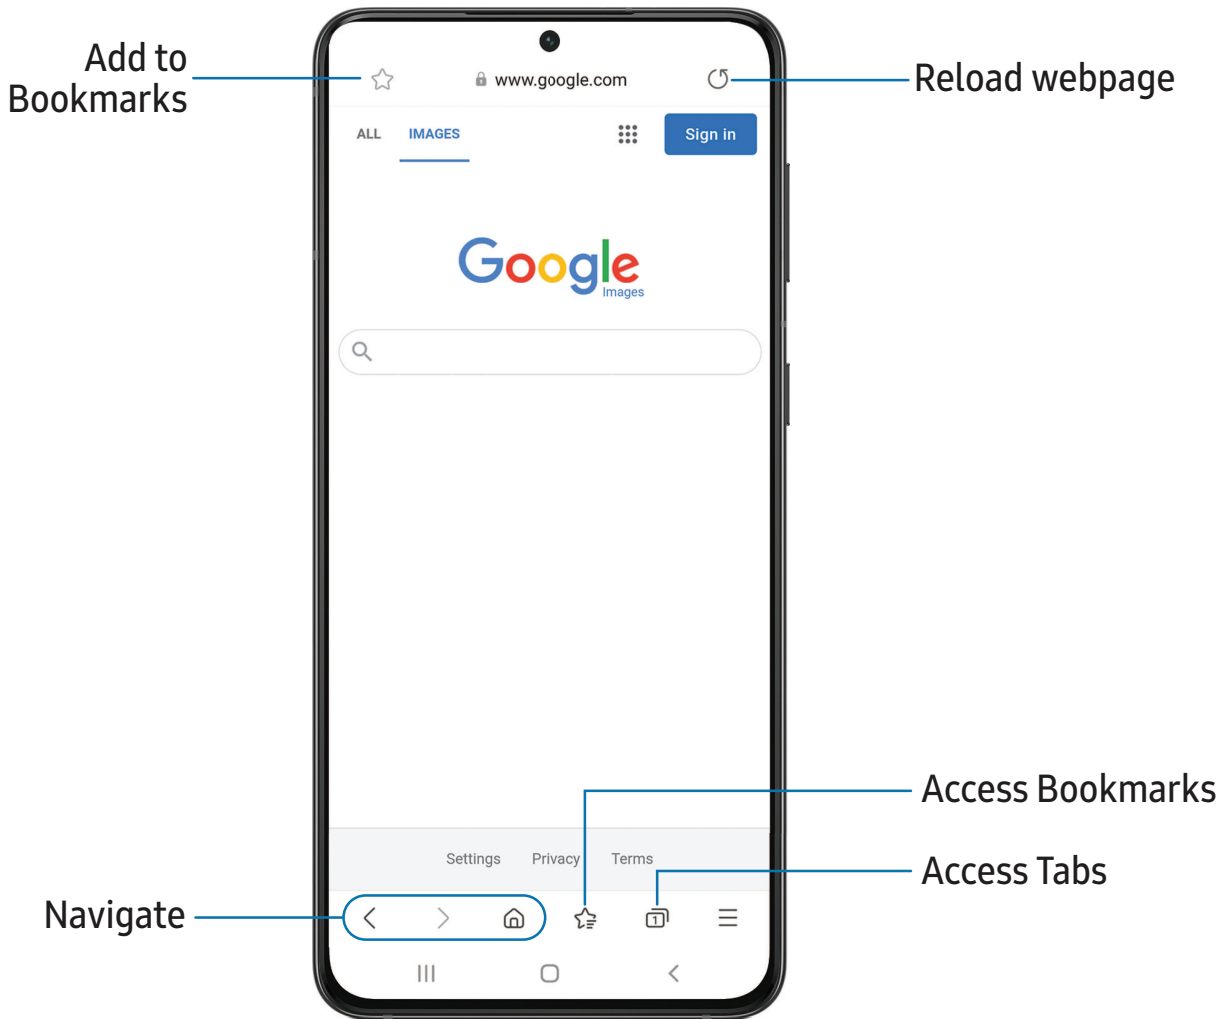 Add to
Bookmarks
www.google.com
Reload webpage
ALL IMAGES Sign in
Google
Images
Access Bookmarks
Settings Privacy Terms
Access Tabs
Navigate
1